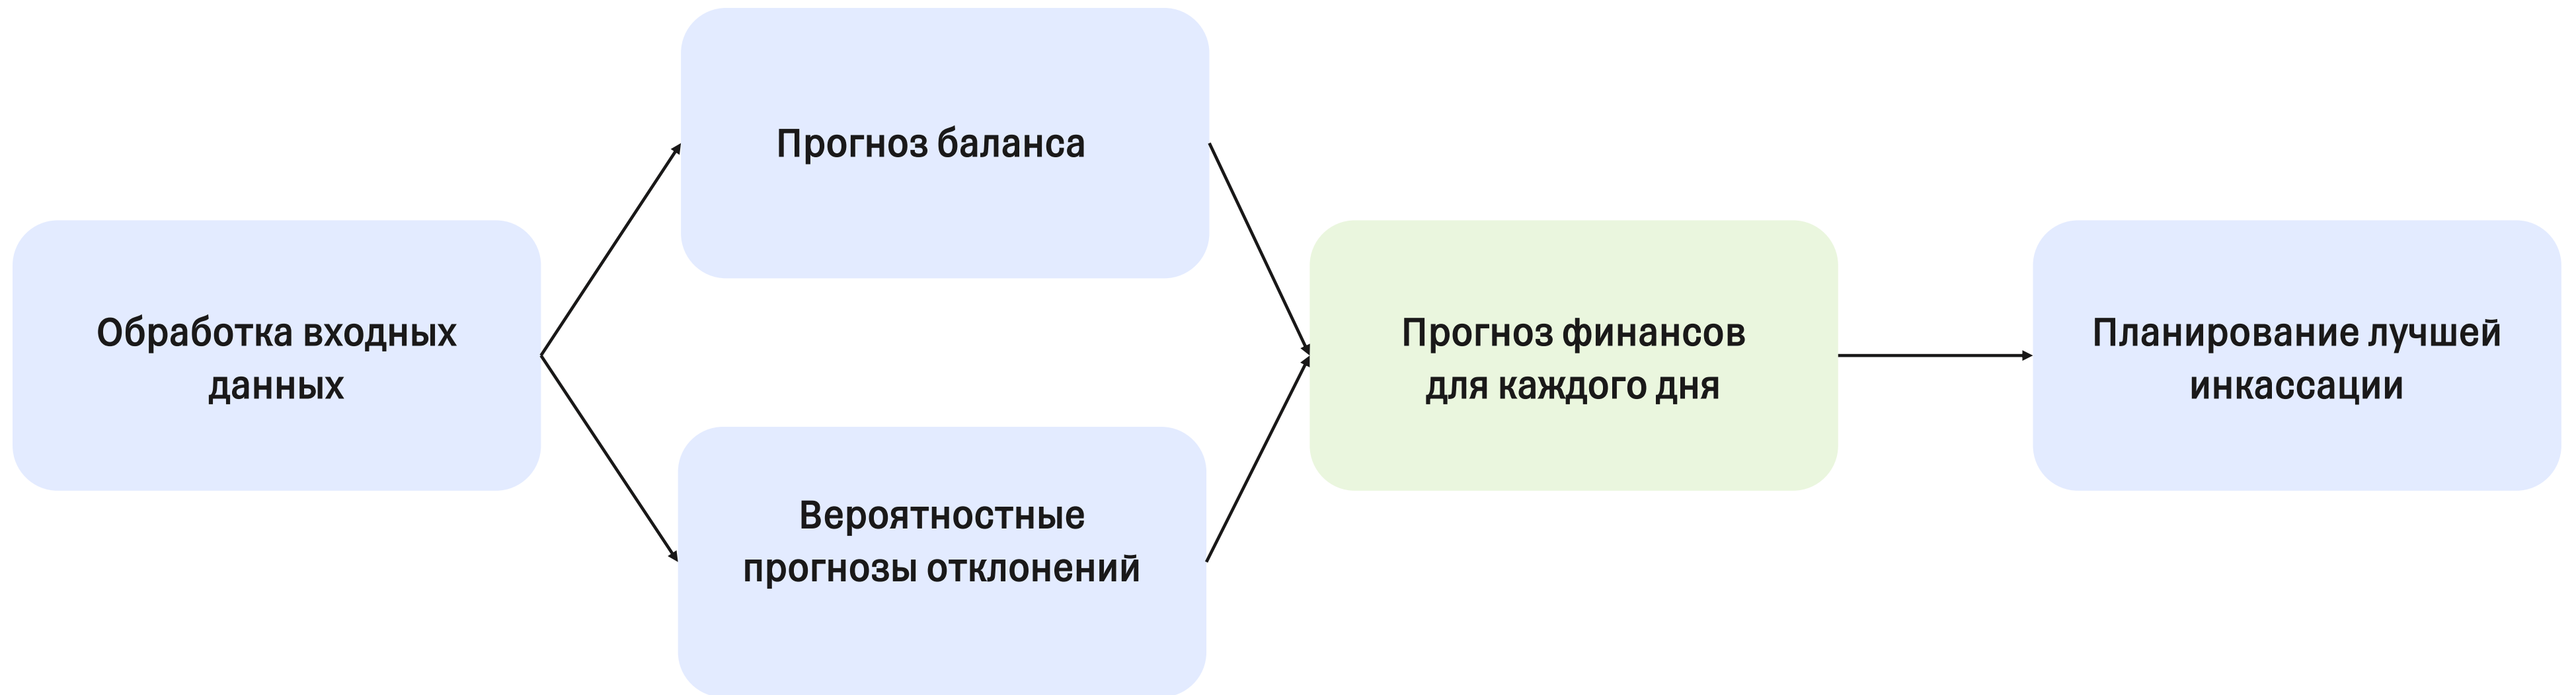 Обработка входных
данных
Прогноз баланса
Вероятностные
прогнозы отклонений
Прогноз финансов
для каждого дня
Планирование лучшей
инкассации